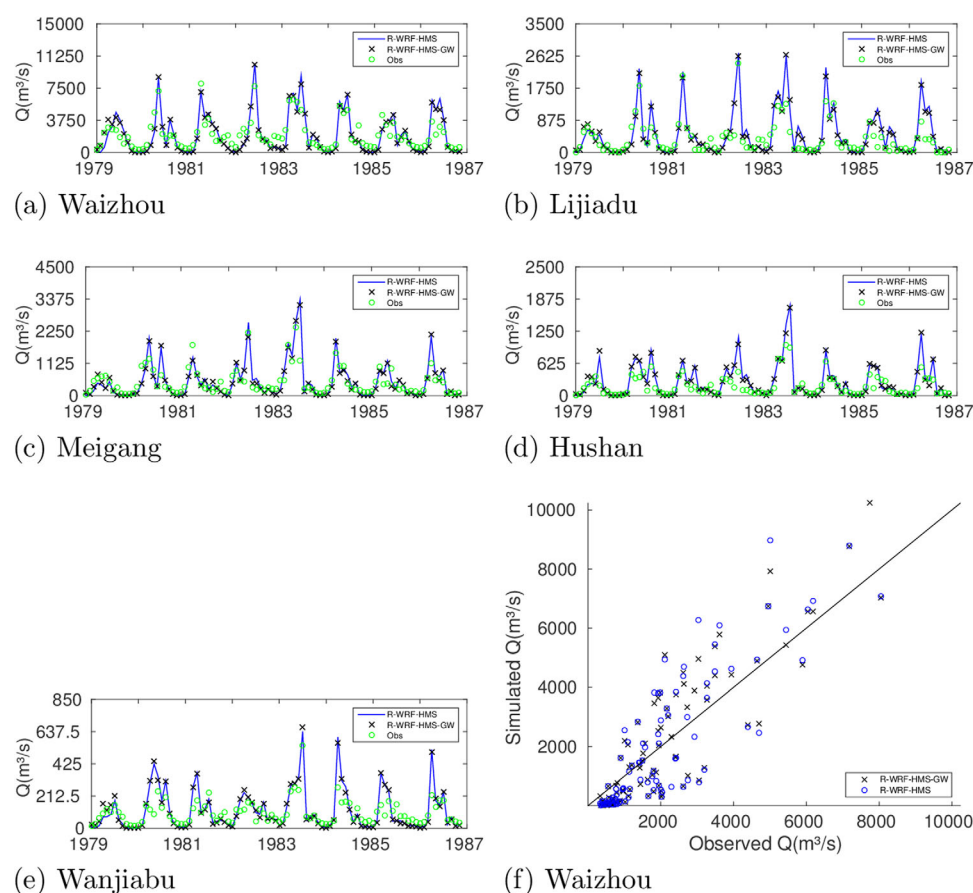 15000
11250
7500
3750
0
Q(m³/s)
R-WRF-HMS
R-WRF-HMS-GW
Obs
1979 1981 1983 1985 1987
(a) Waizhou
3500
2625
1750
875
0
Q(m³/s)
R-WRF-HMS
R-WRF-HMS-GW
Obs
1979 1981 1983 1985 1987
(b) Lijiadu
4500
3375
2250
1125
0
Q(m³/s)
R-WRF-HMS
R-WRF-HMS-GW
Obs
1979 1981 1983 1985 1987
(c) Meigang
2500
1875
1250
625
0
Q(m³/s)
R-WRF-HMS
R-WRF-HMS-GW
Obs
1979 1981 1983 1985 1987
(d) Hushan
850
637.5
425
212.5
0
Q(m³/s)
R-WRF-HMS
R-WRF-HMS-GW
Obs
1979 1981 1983 1985 1987
(e) Wanjiabu
10000
8000
6000
4000
2000
Simulated Q(m³/s)
R-WRF-HMS-GW
R-WRF-HMS
2000 4000 6000 8000 10000
Observed Q(m³/s)
(f) Waizhou